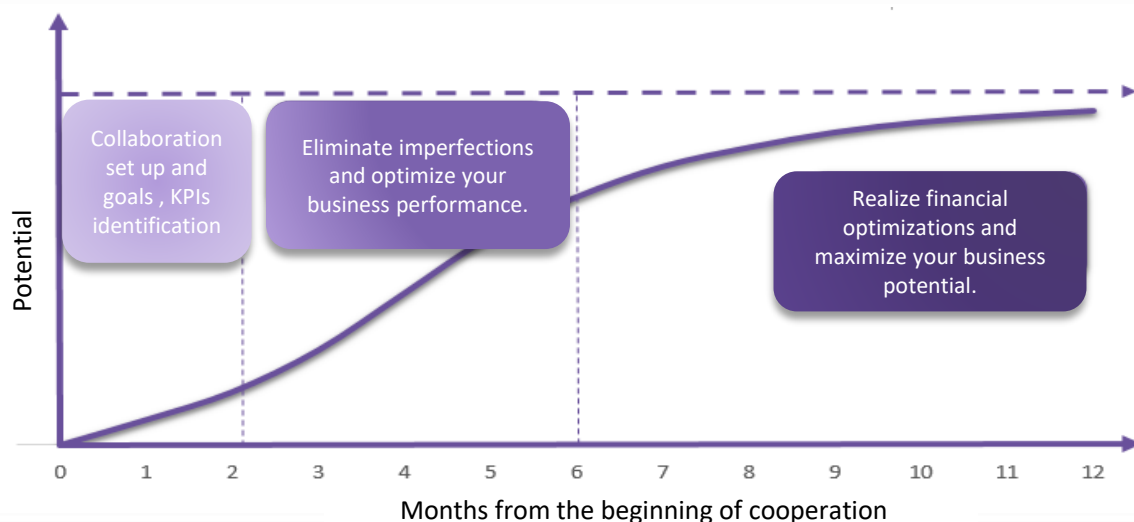 Collaboration
set up and
goals , KPIs
identification
Eliminate imperfections
and optimize your
business performance.
Realize financial
optimizations and
maximize your business
potential.
Potential
0 1 2 3 4 5 6 7 8 9 10 11 12
Months from the beginning of cooperation